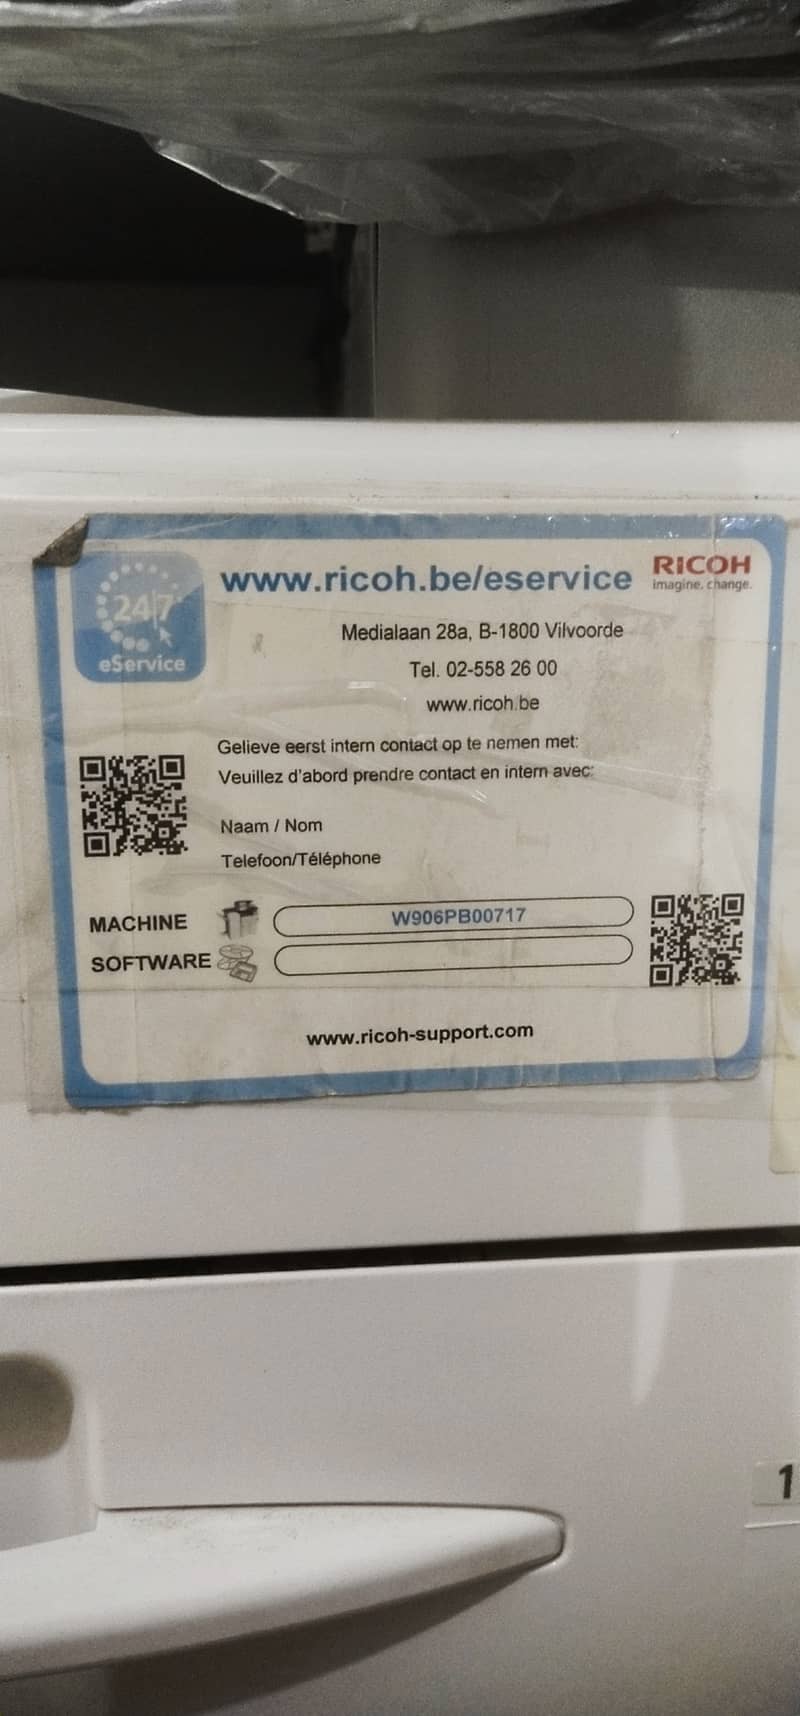 www.ricoh.be/eservice
RICOH
imagine. change.
24|7
eService
Medialaan 28a, B-1800 Vilvoorde
Tel. 02-558 26 00
www.ricoh.be
Gelieve eerst intern contact op te nemen met:
Veuillez d'abord prendre contact en intern avec:
Naam / Nom
Telefoon/Téléphone
MACHINE W906PB00717
SOFTWARE
www.ricoh-support.com
1